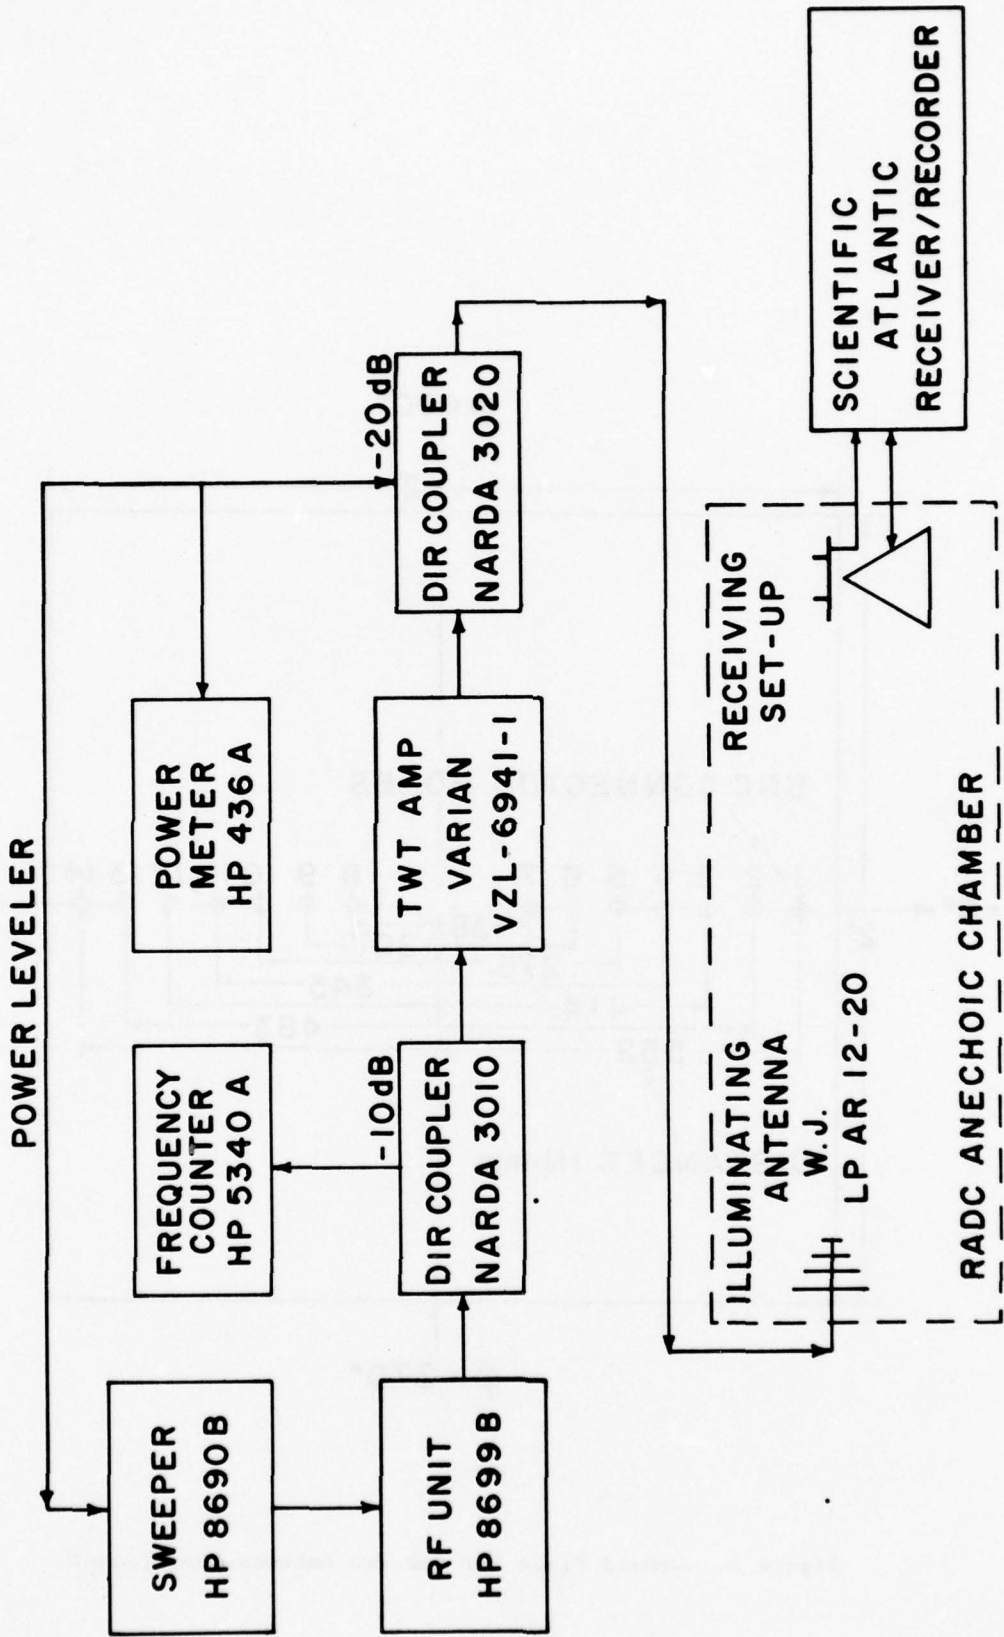 POWER LEVELER
SWEEPER
HP 8690B
FREQUENCY
COUNTER
HP 5340 A
POWER
METER
HP 436 A
RF UNIT
HP 8699B
-10dB
DIR COUPLER
NARDA 3010
TWT AMP
VARIAN
VZL-6941-1
-20dB
DIR COUPLER
NARDA 3020
ILLUMINATING
ANTENNA
W.J.
LP AR 12-20
RECEIVING
SET-UP
RADC ANECHOIC CHAMBER
SCIENTIFIC
ATLANTIC
RECEIVER/RECORDER